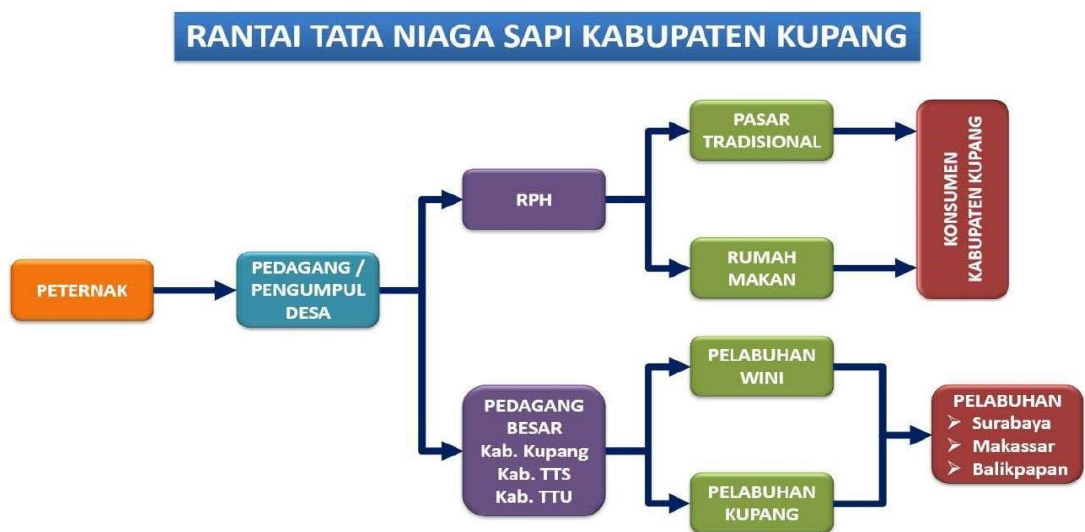 RANTAI TATA NIAGA SAPI KABUPATEN KUPANG
PETERNAK
PEDAGANG /
PENGUMPUL
DESA
RPH
PASAR
TRADISIONAL
RUMAH
MAKAN
KONSUMEN
KABUPATEN KUPANG
PEDAGANG
BESAR
Kab. Kupang
Kab. TTS
Kab. TTU
PELABUHAN
WINI
PELABUHAN
KUPANG
PELABUHAN
➢ Surabaya
➢ Makassar
➢ Balikpapan